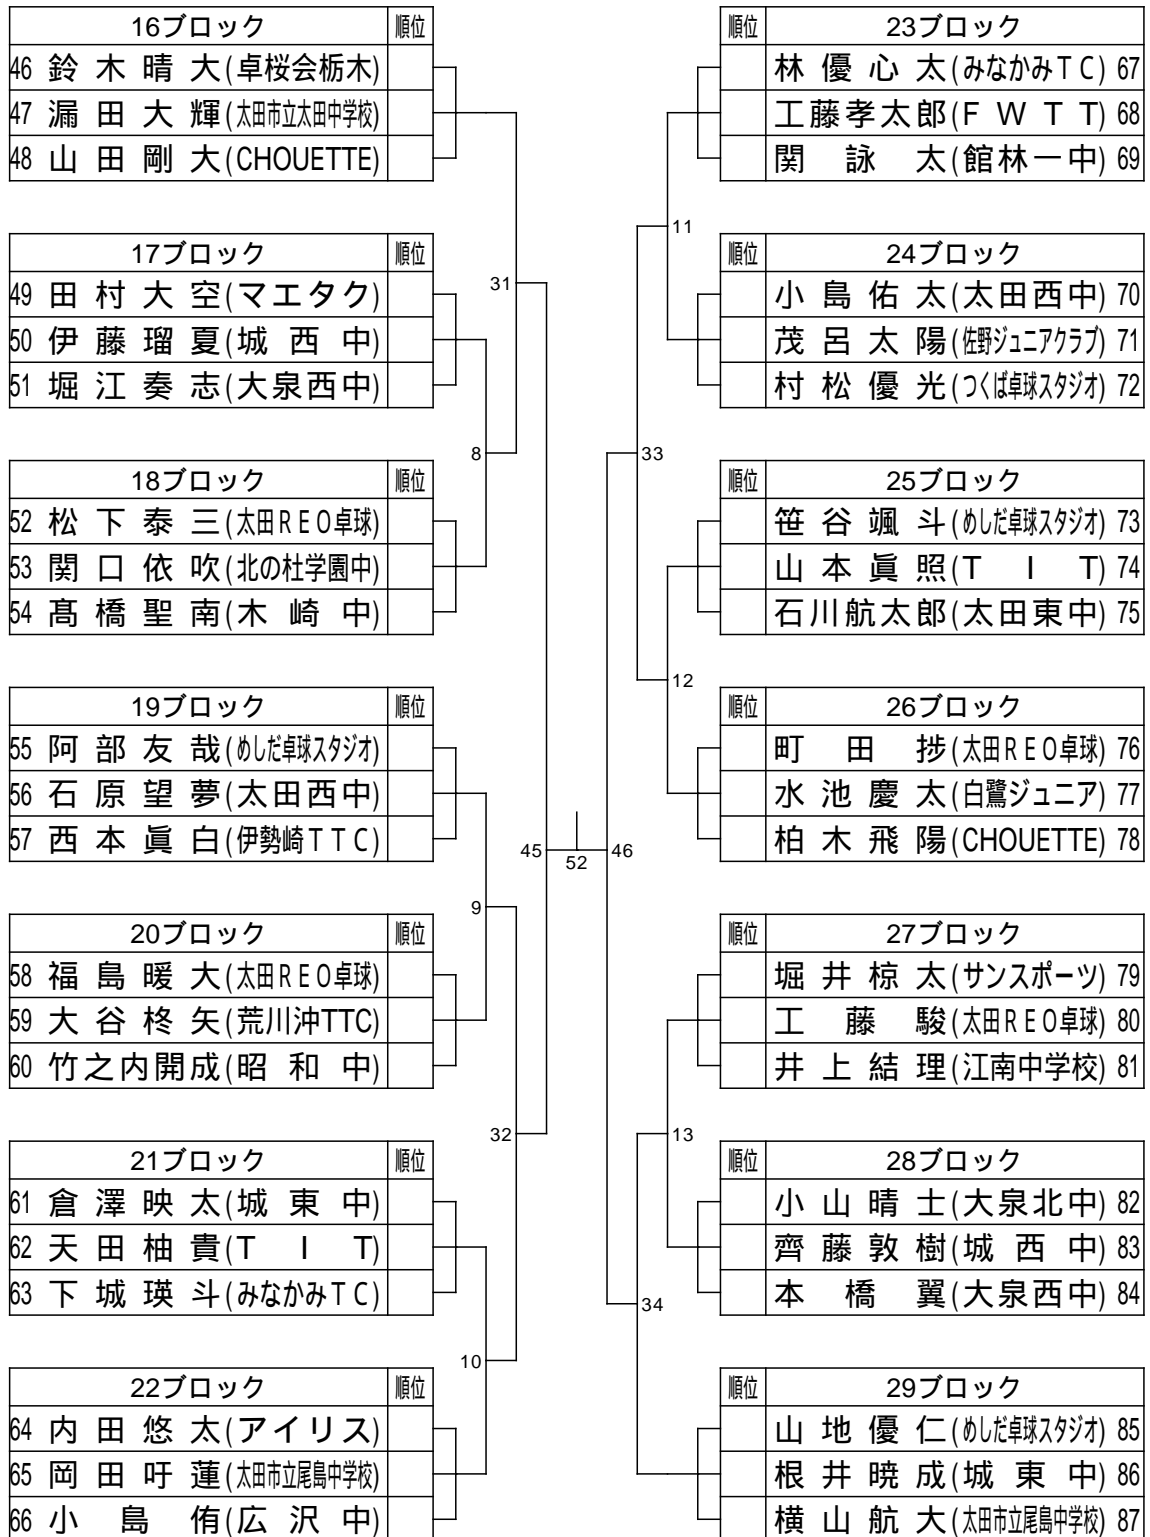 16ブロック 順位
46 鈴木晴大(卓桜会栃木)
47 漏田大輝(太田市立太田中学校)
48 山田剛大(CHOUETTE)
17ブロック 順位
49 田村大空(マエタク)
50 伊藤瑠夏(城西中)
51 堀江奏志(大泉西中)
18ブロック 順位
52 松下泰三(太田REO卓球)
53 関口依吹(北の杜学園中)
54 髙橋聖南(木崎中)
19ブロック 順位
55 阿部友哉(めしだ卓球スタジオ)
56 石原望夢(太田西中)
57 西本眞白(伊勢崎TTC)
20ブロック 順位
58 福島暖大(太田REO卓球)
59 大谷柊矢(荒川沖TTC)
60 竹之内開成(昭和中)
21ブロック 順位
61 倉澤映太(城東中)
62 天田柚貴(TIT)
63 下城瑛斗(みなかみTC)
22ブロック 順位
64 内田悠太(アイリス)
65 岡田吁蓮(太田市立尾島中学校)
66 小島侑(広沢中)
31
8
45
9
32
10
52
46
11
33
12
13
34
順位 23ブロック
林優心太(みなかみTC) 67
工藤孝太郎(FWTT) 68
関詠太(館林一中) 69
順位 24ブロック
小島佑太(太田西中) 70
茂呂太陽(佐野ジュニアクラブ) 71
村松優光(つくば卓球スタジオ) 72
順位 25ブロック
笹谷颯斗(めしだ卓球スタジオ) 73
山本眞照(TIT) 74
石川航太郎(太田東中) 75
順位 26ブロック
町田捗(太田REO卓球) 76
水池慶太(白鷺ジュニア) 77
柏木飛陽(CHOUETTE) 78
順位 27ブロック
堀井椋太(サンスポーツ) 79
工藤駿(太田REO卓球) 80
井上結理(江南中学校) 81
順位 28ブロック
小山晴士(大泉北中) 82
齊藤敦樹(城西中) 83
本橋翼(大泉西中) 84
順位 29ブロック
山地優仁(めしだ卓球スタジオ) 85
根井暁成(城東中) 86
横山航大(太田市立尾島中学校) 87